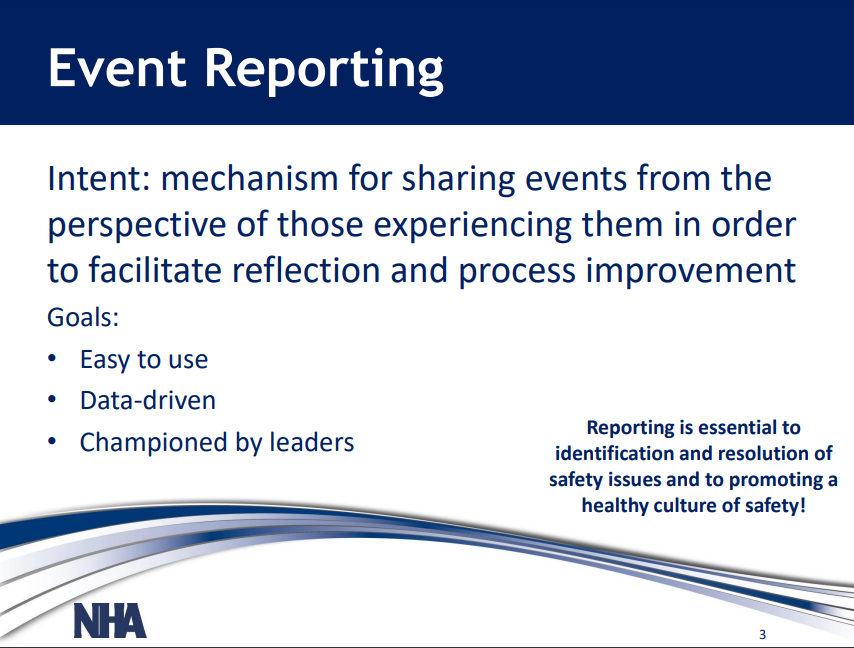 Event Reporting
Intent: mechanism for sharing events from the
perspective of those experiencing them in order
to facilitate reflection and process improvement
Goals:
• Easy to use
• Data-driven
• Championed by leaders
Reporting is essential to
identification and resolution of
safety issues and to promoting a
healthy culture of safety!
NHA
3